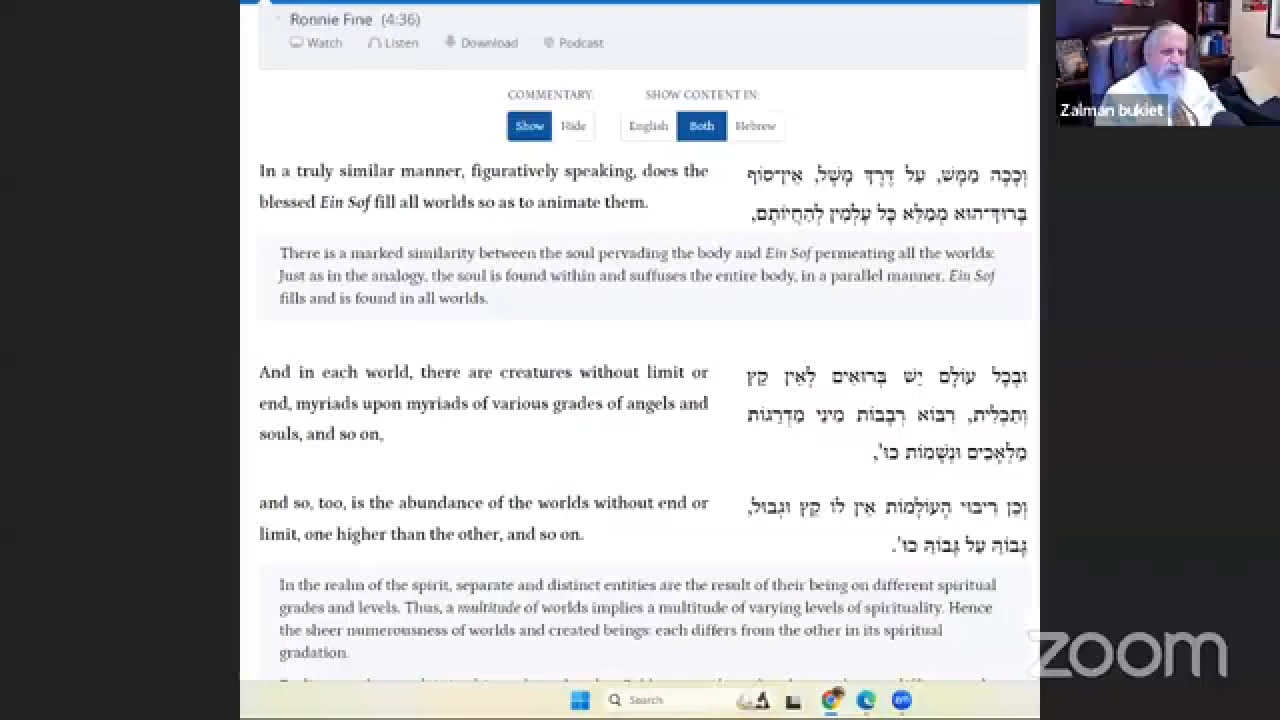 Ronnie Fine (4:36)
Watch Listen Download Podcast
COMMENTARY: SHOW CONTENT IN:
Show Hide English Both Hebrew
In a truly similar manner, figuratively speaking, does the
blessed Ein Sof fill all worlds so as to animate them.
וְכָכָה מַמָּשׁ, עַל דֶּרֶךְ מָשָׁל, אֵין־סוֹף
בָּרוּךְ־הוּא מְמַלֵּא כָּל עָלְמִין לְהַחֲיוֹתָם,
There is a marked similarity between the soul pervading the body and Ein Sof permeating all the worlds:
Just as in the analogy, the soul is found within and suffuses the entire body, in a parallel manner, Ein Sof
fills and is found in all worlds.
And in each world, there are creatures without limit or
end, myriads upon myriads of various grades of angels and
souls, and so on,
וּבְכָל עוֹלָם יֵשׁ בְּרוּאִים לְאֵין קֵץ
וְתַכְלִית, רִבּוֹא רְבָבוֹת מִינֵי מַדְרֵגוֹת
מַלְאָכִים וּנְשָׁמוֹת כוּ',
and so, too, is the abundance of the worlds without end or
limit, one higher than the other, and so on.
וְכֵן רִיבּוּי הָעוֹלָמוֹת אֵין לוֹ קֵץ וּגְבוּל,
גָּבוֹהַּ עַל גָּבוֹהַּ כוּ'.
In the realm of the spirit, separate and distinct entities are the result of their being on different spiritual
grades and levels. Thus, a multitude of worlds implies a multitude of varying levels of spirituality. Hence
the sheer numerousness of worlds and created beings: each differs from the other in its spiritual
gradation.
Search
Zalman bukiet
zoom